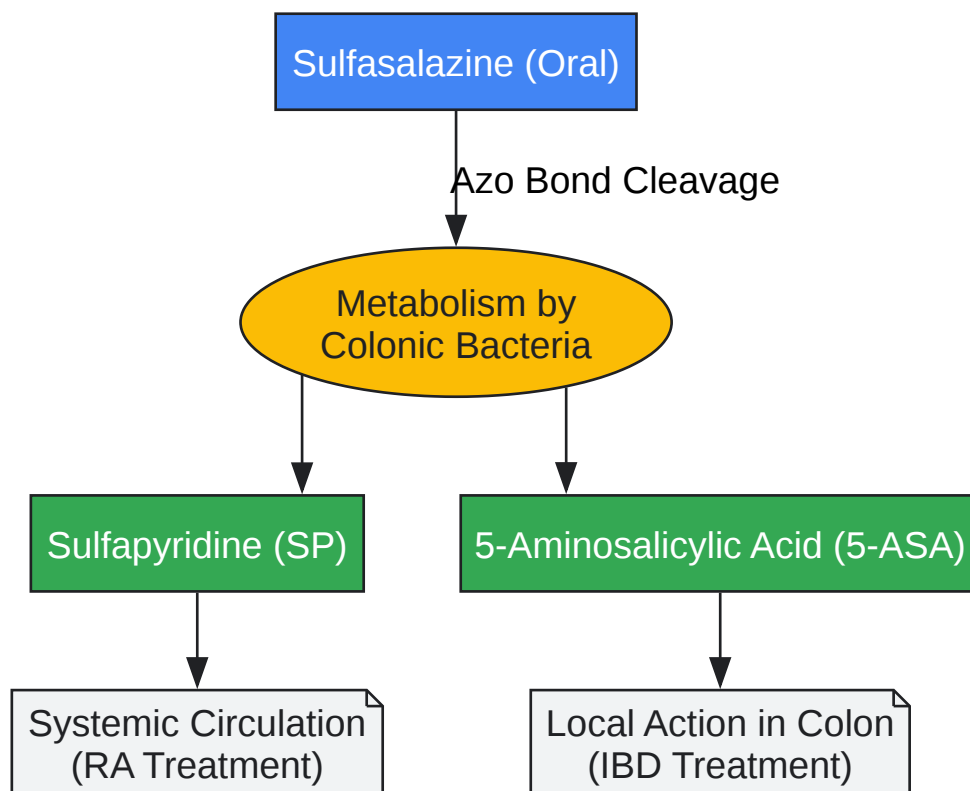 Sulfasalazine (Oral)
Azo Bond Cleavage
Metabolism by
Colonic Bacteria
Sulfapyridine (SP)
5-Aminosalicylic Acid (5-ASA)
Systemic Circulation
(RA Treatment)
Local Action in Colon
(IBD Treatment)